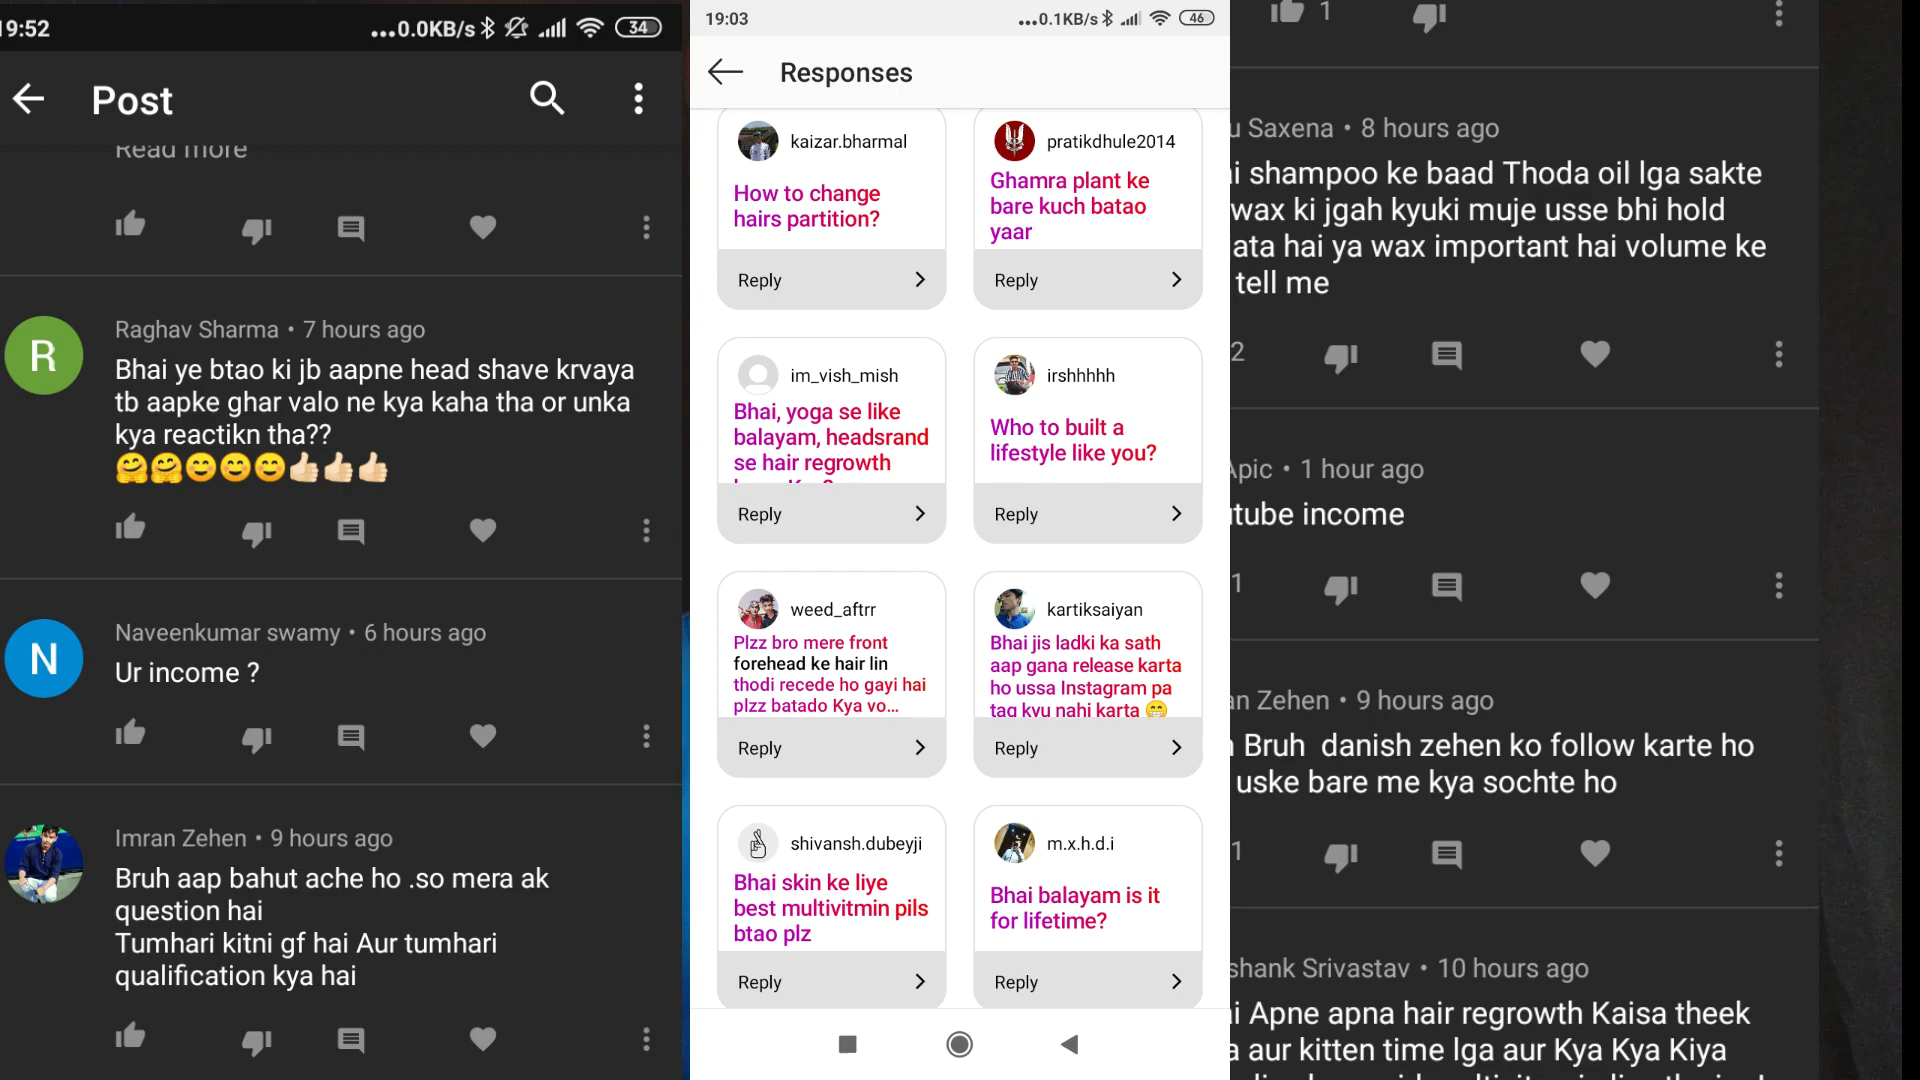 19:52
...0.0KB/s
34
Post
Read more
R
Raghav Sharma • 7 hours ago
Bhai ye btao ki jb aapne head shave krvaya
tb aapke ghar valo ne kya kaha tha or unka
kya reactikn tha??
🤗🤗😊😊😊👍🏻👍🏻👍🏻
N
Naveenkumar swamy • 6 hours ago
Ur income ?
Imran Zehen • 9 hours ago
Bruh aap bahut ache ho .so mera ak
question hai
Tumhari kitni gf hai Aur tumhari
qualification kya hai
19:03
...0.1KB/s
46
Responses
kaizar.bharmal
How to change
hairs partition?
Reply
pratikdhule2014
Ghamra plant ke
bare kuch batao
yaar
Reply
im_vish_mish
Bhai, yoga se like
balayam, headsrand
se hair regrowth
Reply
irshhhhh
Who to built a
lifestyle like you?
Reply
weed_aftrr
Plzz bro mere front
forehead ke hair lin
thodi recede ho gayi hai
plzz batado Kya vo...
Reply
kartiksaiyan
Bhai jis ladki ka sath
aap gana release karta
ho ussa Instagram pa
tag kyu nahi karta 😁
Reply
shivansh.dubeyji
Bhai skin ke liye
best multivitmin pils
btao plz
Reply
m.x.h.d.i
Bhai balayam is it
for lifetime?
Reply
1
u Saxena • 8 hours ago
i shampoo ke baad Thoda oil lga sakte
wax ki jgah kyuki muje usse bhi hold
ata hai ya wax important hai volume ke
tell me
2
Apic • 1 hour ago
tube income
1
an Zehen • 9 hours ago
Bruh danish zehen ko follow karte ho
uske bare me kya sochte ho
1
shank Srivastav • 10 hours ago
i Apne apna hair regrowth Kaisa theek
a aur kitten time lga aur Kya Kya Kiya